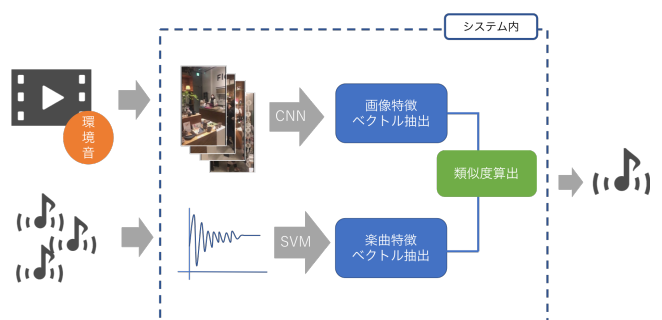 システム内
環
境
音
CNN
画像特徴
ベクトル抽出
類似度算出
SVM
楽曲特徴
ベクトル抽出